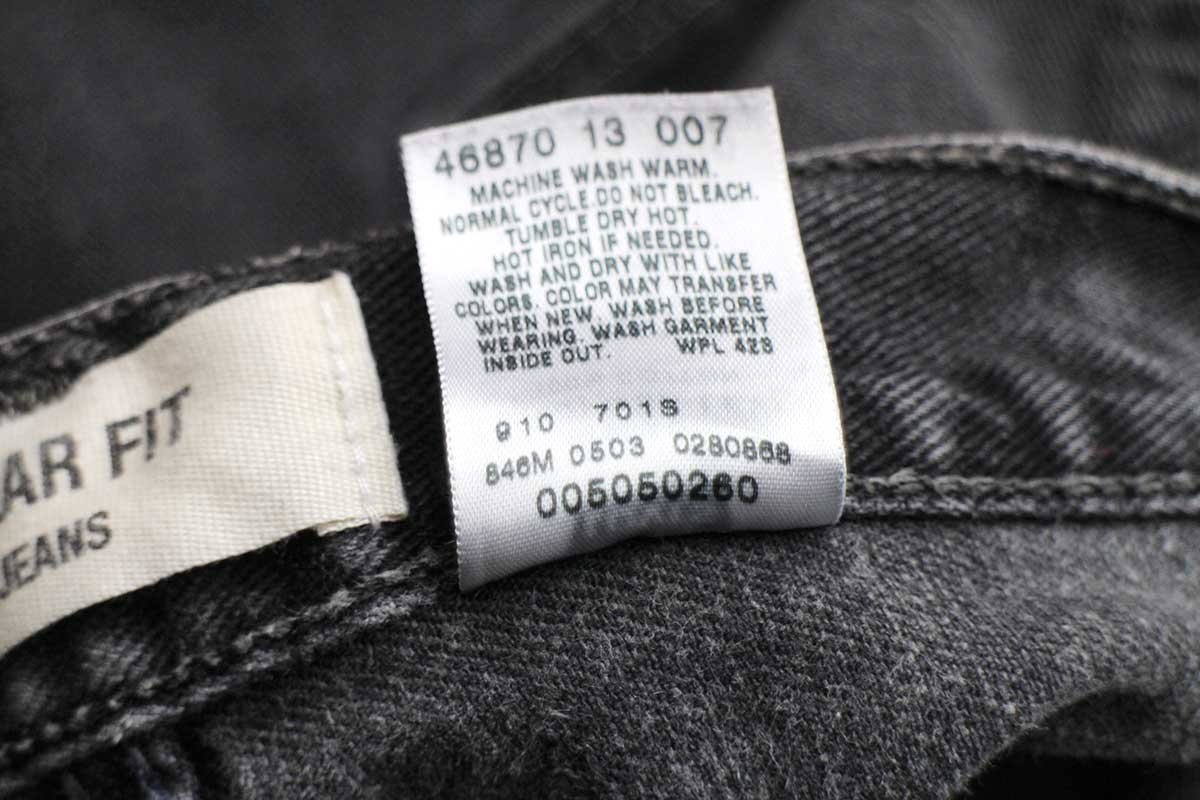 46870 13 007
MACHINE WASH WARM.
NORMAL CYCLE.DO NOT BLEACH.
TUMBLE DRY HOT.
HOT IRON IF NEEDED.
WASH AND DRY WITH LIKE
COLORS. COLOR MAY TRANSFER
WHEN NEW, WASH BEFORE
WEARING. WASH GARMENT
INSIDE OUT. WPL 423
910 701S
846M 0503 0280868
005050260
AR FIT
JEANS